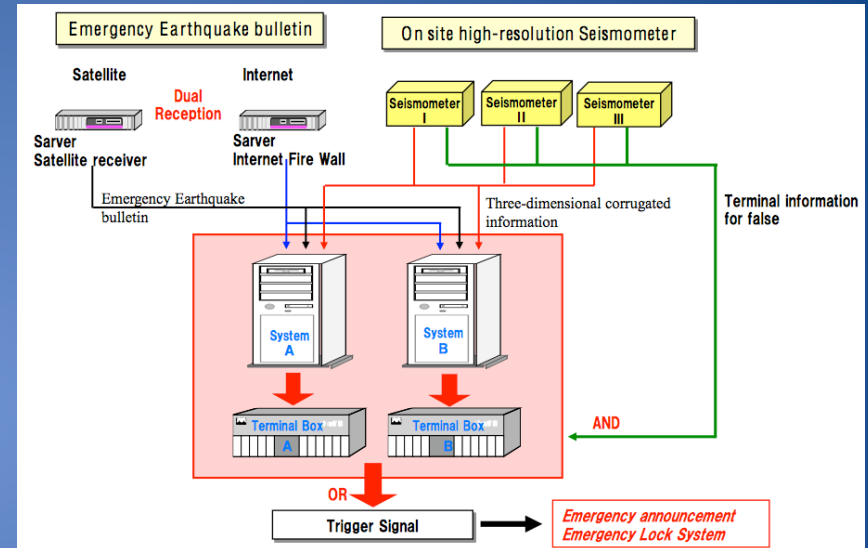 Emergency Earthquake bulletin
On site high-resolution Seismometer
Satellite
Internet
Dual
Reception
Sarver
Satellite receiver
Sarver
Internet Fire Wall
Seismometer
I
Seismometer
II
Seismometer
III
Emergency Earthquake
bulletin
Three-dimensional corrugated
information
Terminal information
for false
System
A
System
B
Terminal Box
A
Terminal Box
B
AND
OR
Trigger Signal
Emergency announcement
Emergency Lock System